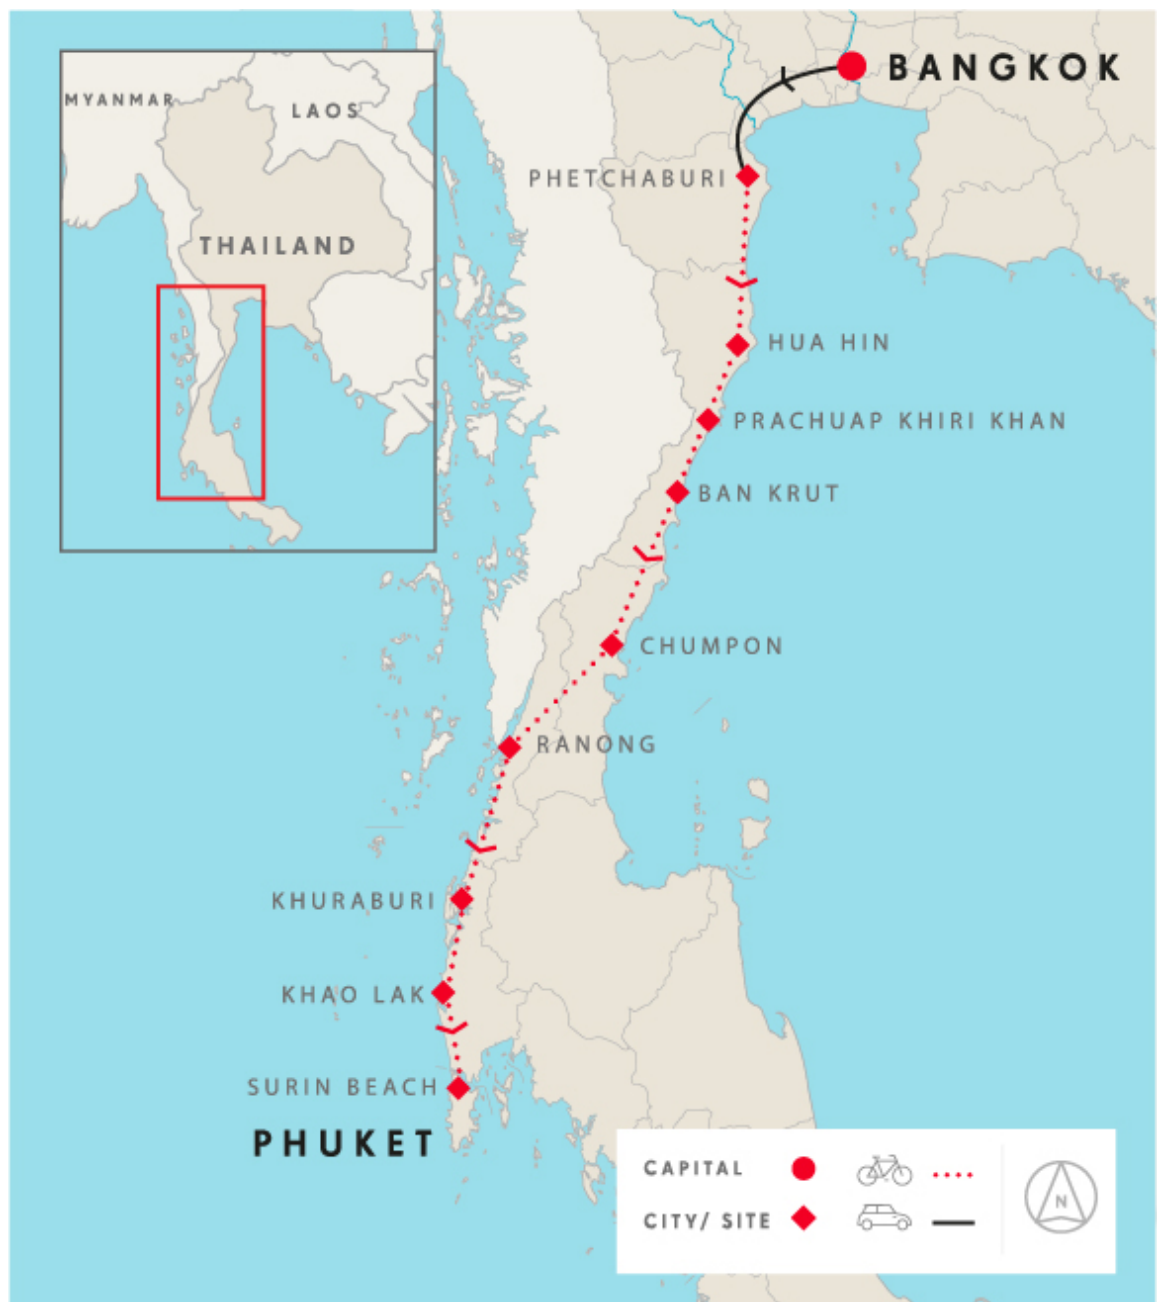 BANGKOK
MYANMAR
LAOS
THAILAND
PHETCHABURI
HUA HIN
PRACHUAP KHIRI KHAN
BAN KRUT
CHUMPON
RANONG
KHURABURI
KHAO LAK
SURIN BEACH
PHUKET
CAPITAL
CITY/ SITE
N